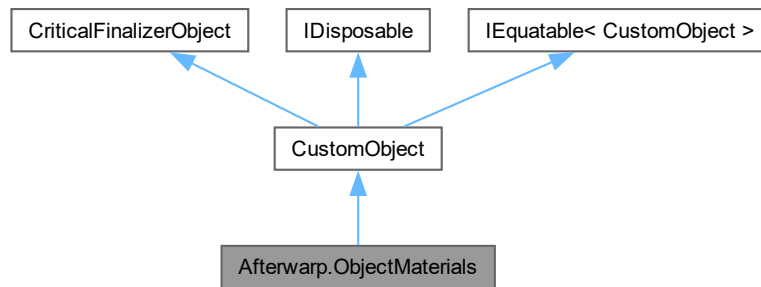 CriticalFinalizerObject
IDisposable
IEquatable< CustomObject >
CustomObject
Afterwarp.ObjectMaterials